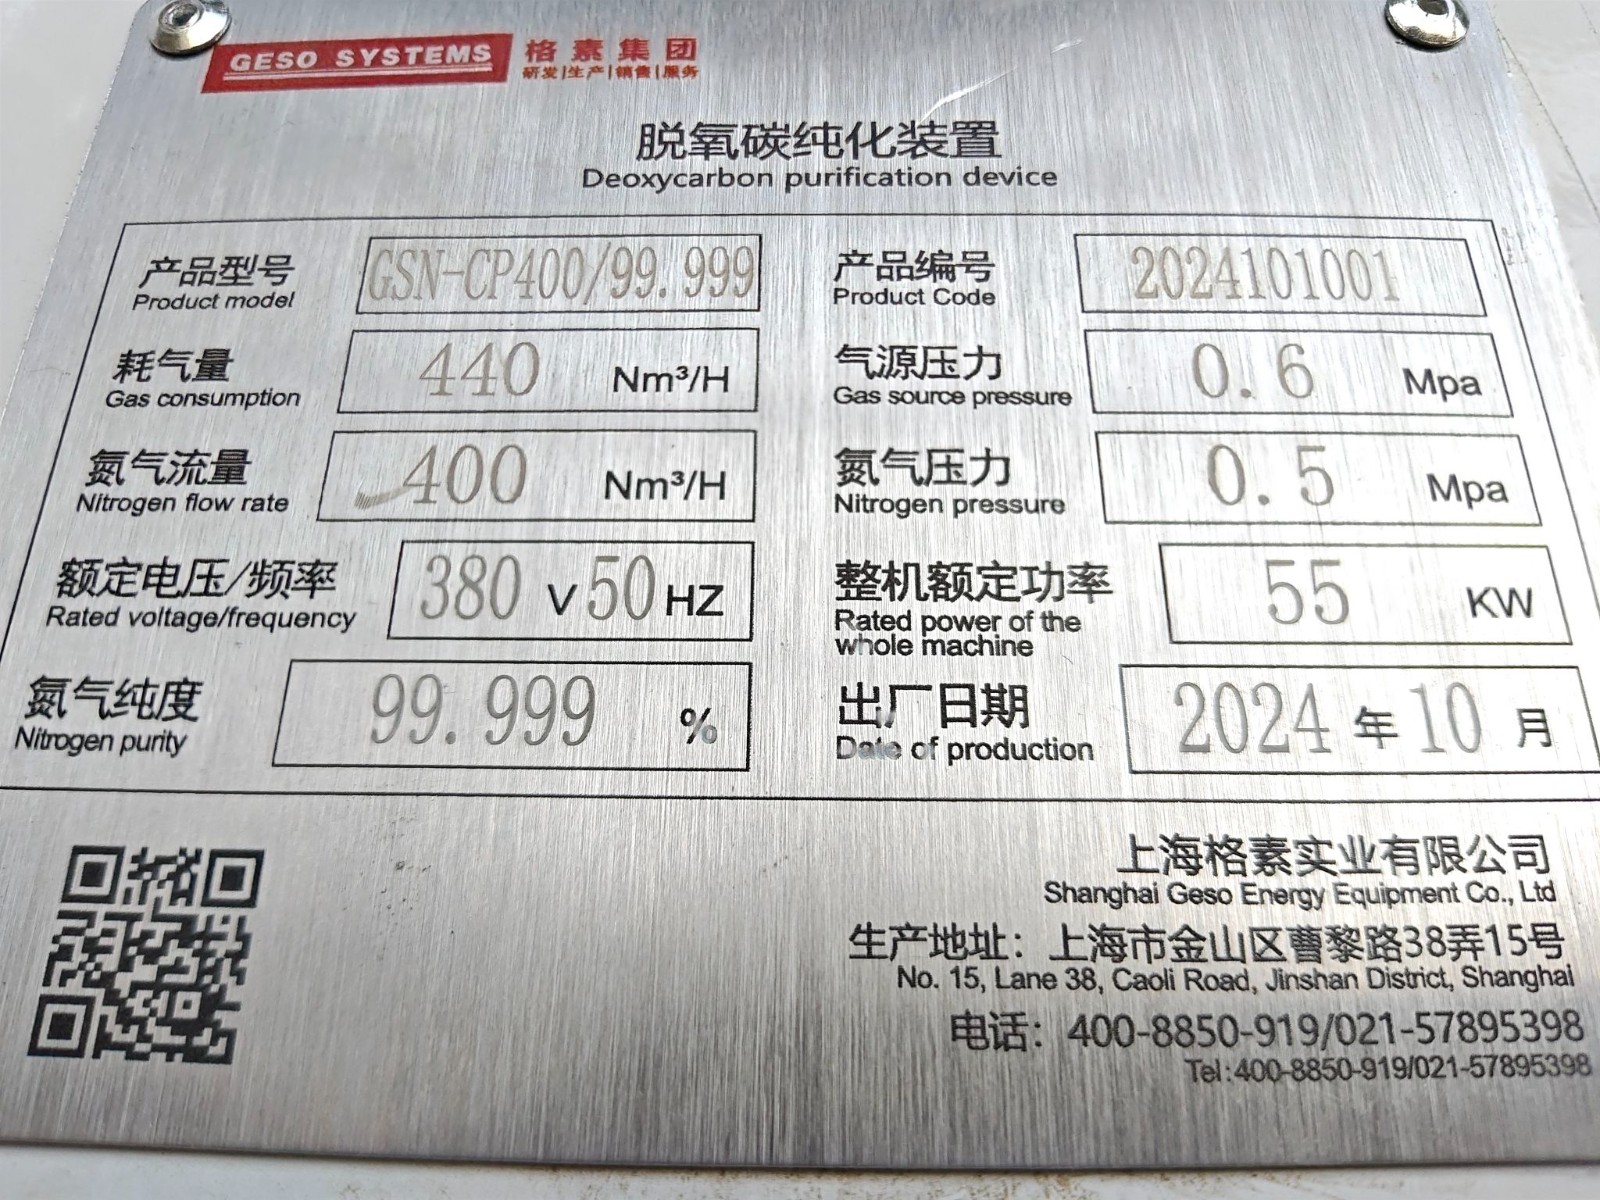 GESO SYSTEMS 格素集团
研发|生产|销售|服务
脱氧碳纯化装置
Deoxycarbon purification device
产品型号 GSN-CP400/99.999 产品编号 2024101001
Product model Product Code
耗气量 440 Nm³/H 气源压力 0.6 Mpa
Gas consumption Gas source pressure
氮气流量 400 Nm³/H 氮气压力 0.5 Mpa
Nitrogen flow rate Nitrogen pressure
额定电压/频率 380 V 50 HZ 整机额定功率 55 KW
Rated voltage/frequency Rated power of the
whole machine
氮气纯度 99.999 % 出厂日期 2024 年 10 月
Nitrogen purity Date of production
上海格素实业有限公司
Shanghai Geso Energy Equipment Co., Ltd
生产地址：上海市金山区曹黎路38弄15号
No. 15, Lane 38, Caoli Road, Jinshan District, Shanghai
电话：400-8850-919/021-57895398
Tel:400-8850-919/021-57895398